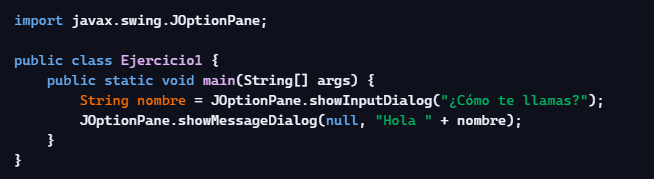 import javax.swing.JOptionPane;

public class Ejercicio1 {
    public static void main(String[] args) {
        String nombre = JOptionPane.showInputDialog("¿Cómo te llamas?");
        JOptionPane.showMessageDialog(null, "Hola " + nombre);
    }
}